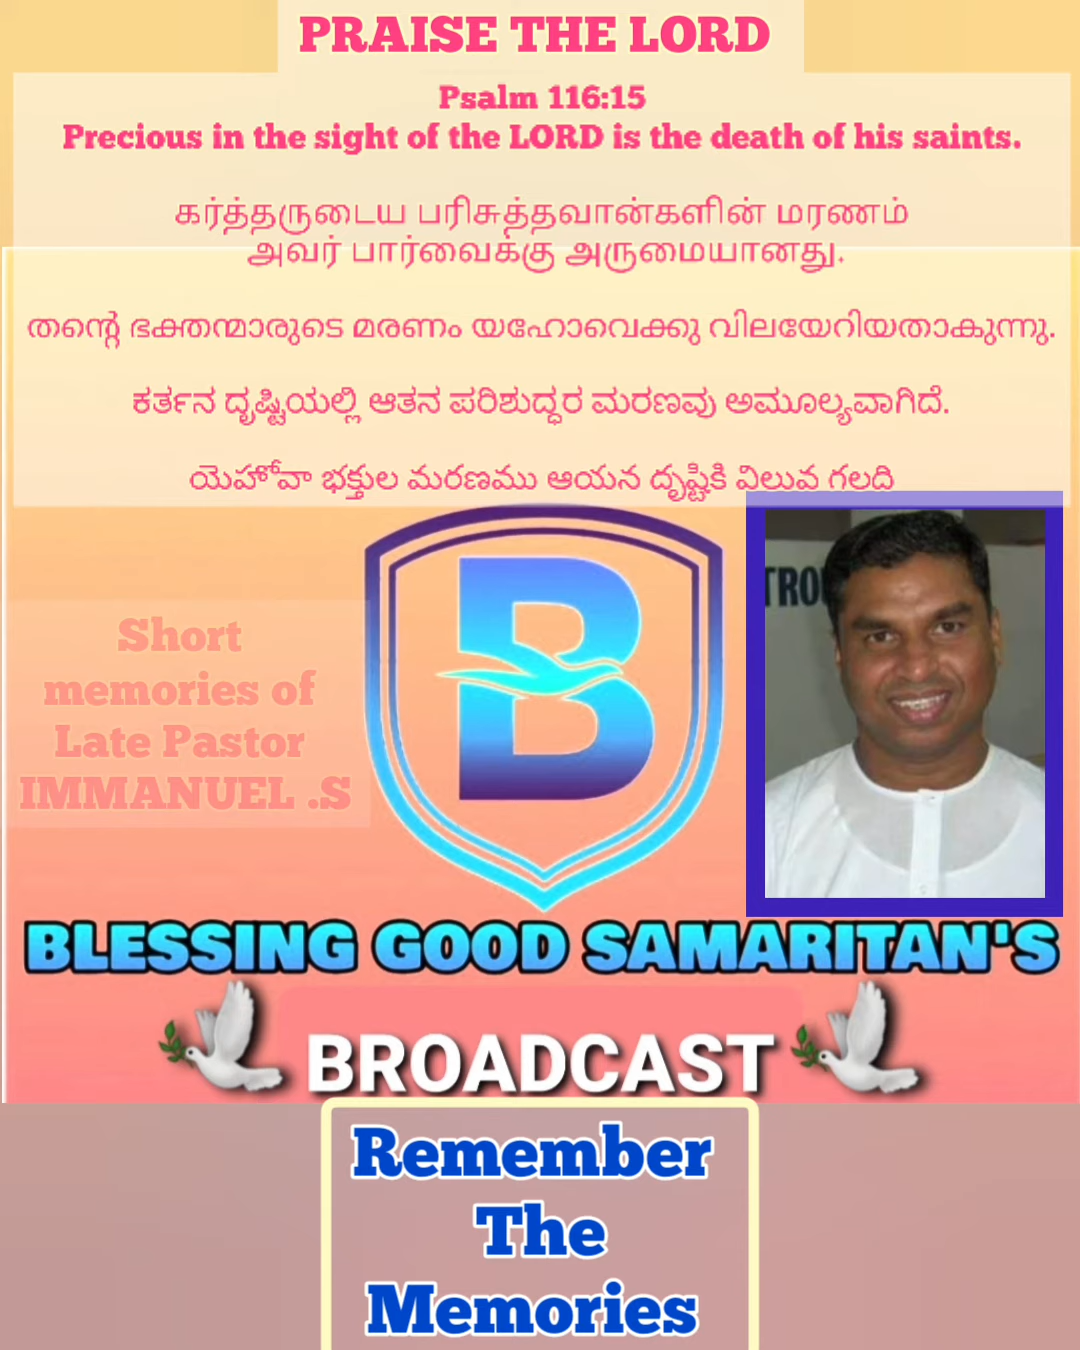 PRAISE THE LORD
Psalm 116:15
Precious in the sight of the LORD is the death of his saints.
கர்த்தருடைய பரிசுத்தவான்களின் மரணம்
அவர் பார்வைக்கு அருமையானது.
തന്റെ ഭക്തന്മാരുടെ മരണം യഹോവെക്കു വിലയേറിയതാകുന്നു.
ಕರ್ತನ ದೃಷ್ಟಿಯಲ್ಲಿ ಆತನ ಪರಿಶುದ್ಧರ ಮರಣವು ಅಮೂಲ್ಯವಾಗಿದೆ.
యెహోవా భక్తుల మరణము ఆయన దృష్టికి విలువ గలది
TRO
Short
memories of
Late Pastor
IMMANUEL .S
B
BLESSING GOOD SAMARITAN'S
BROADCAST
Remember
The
Memories